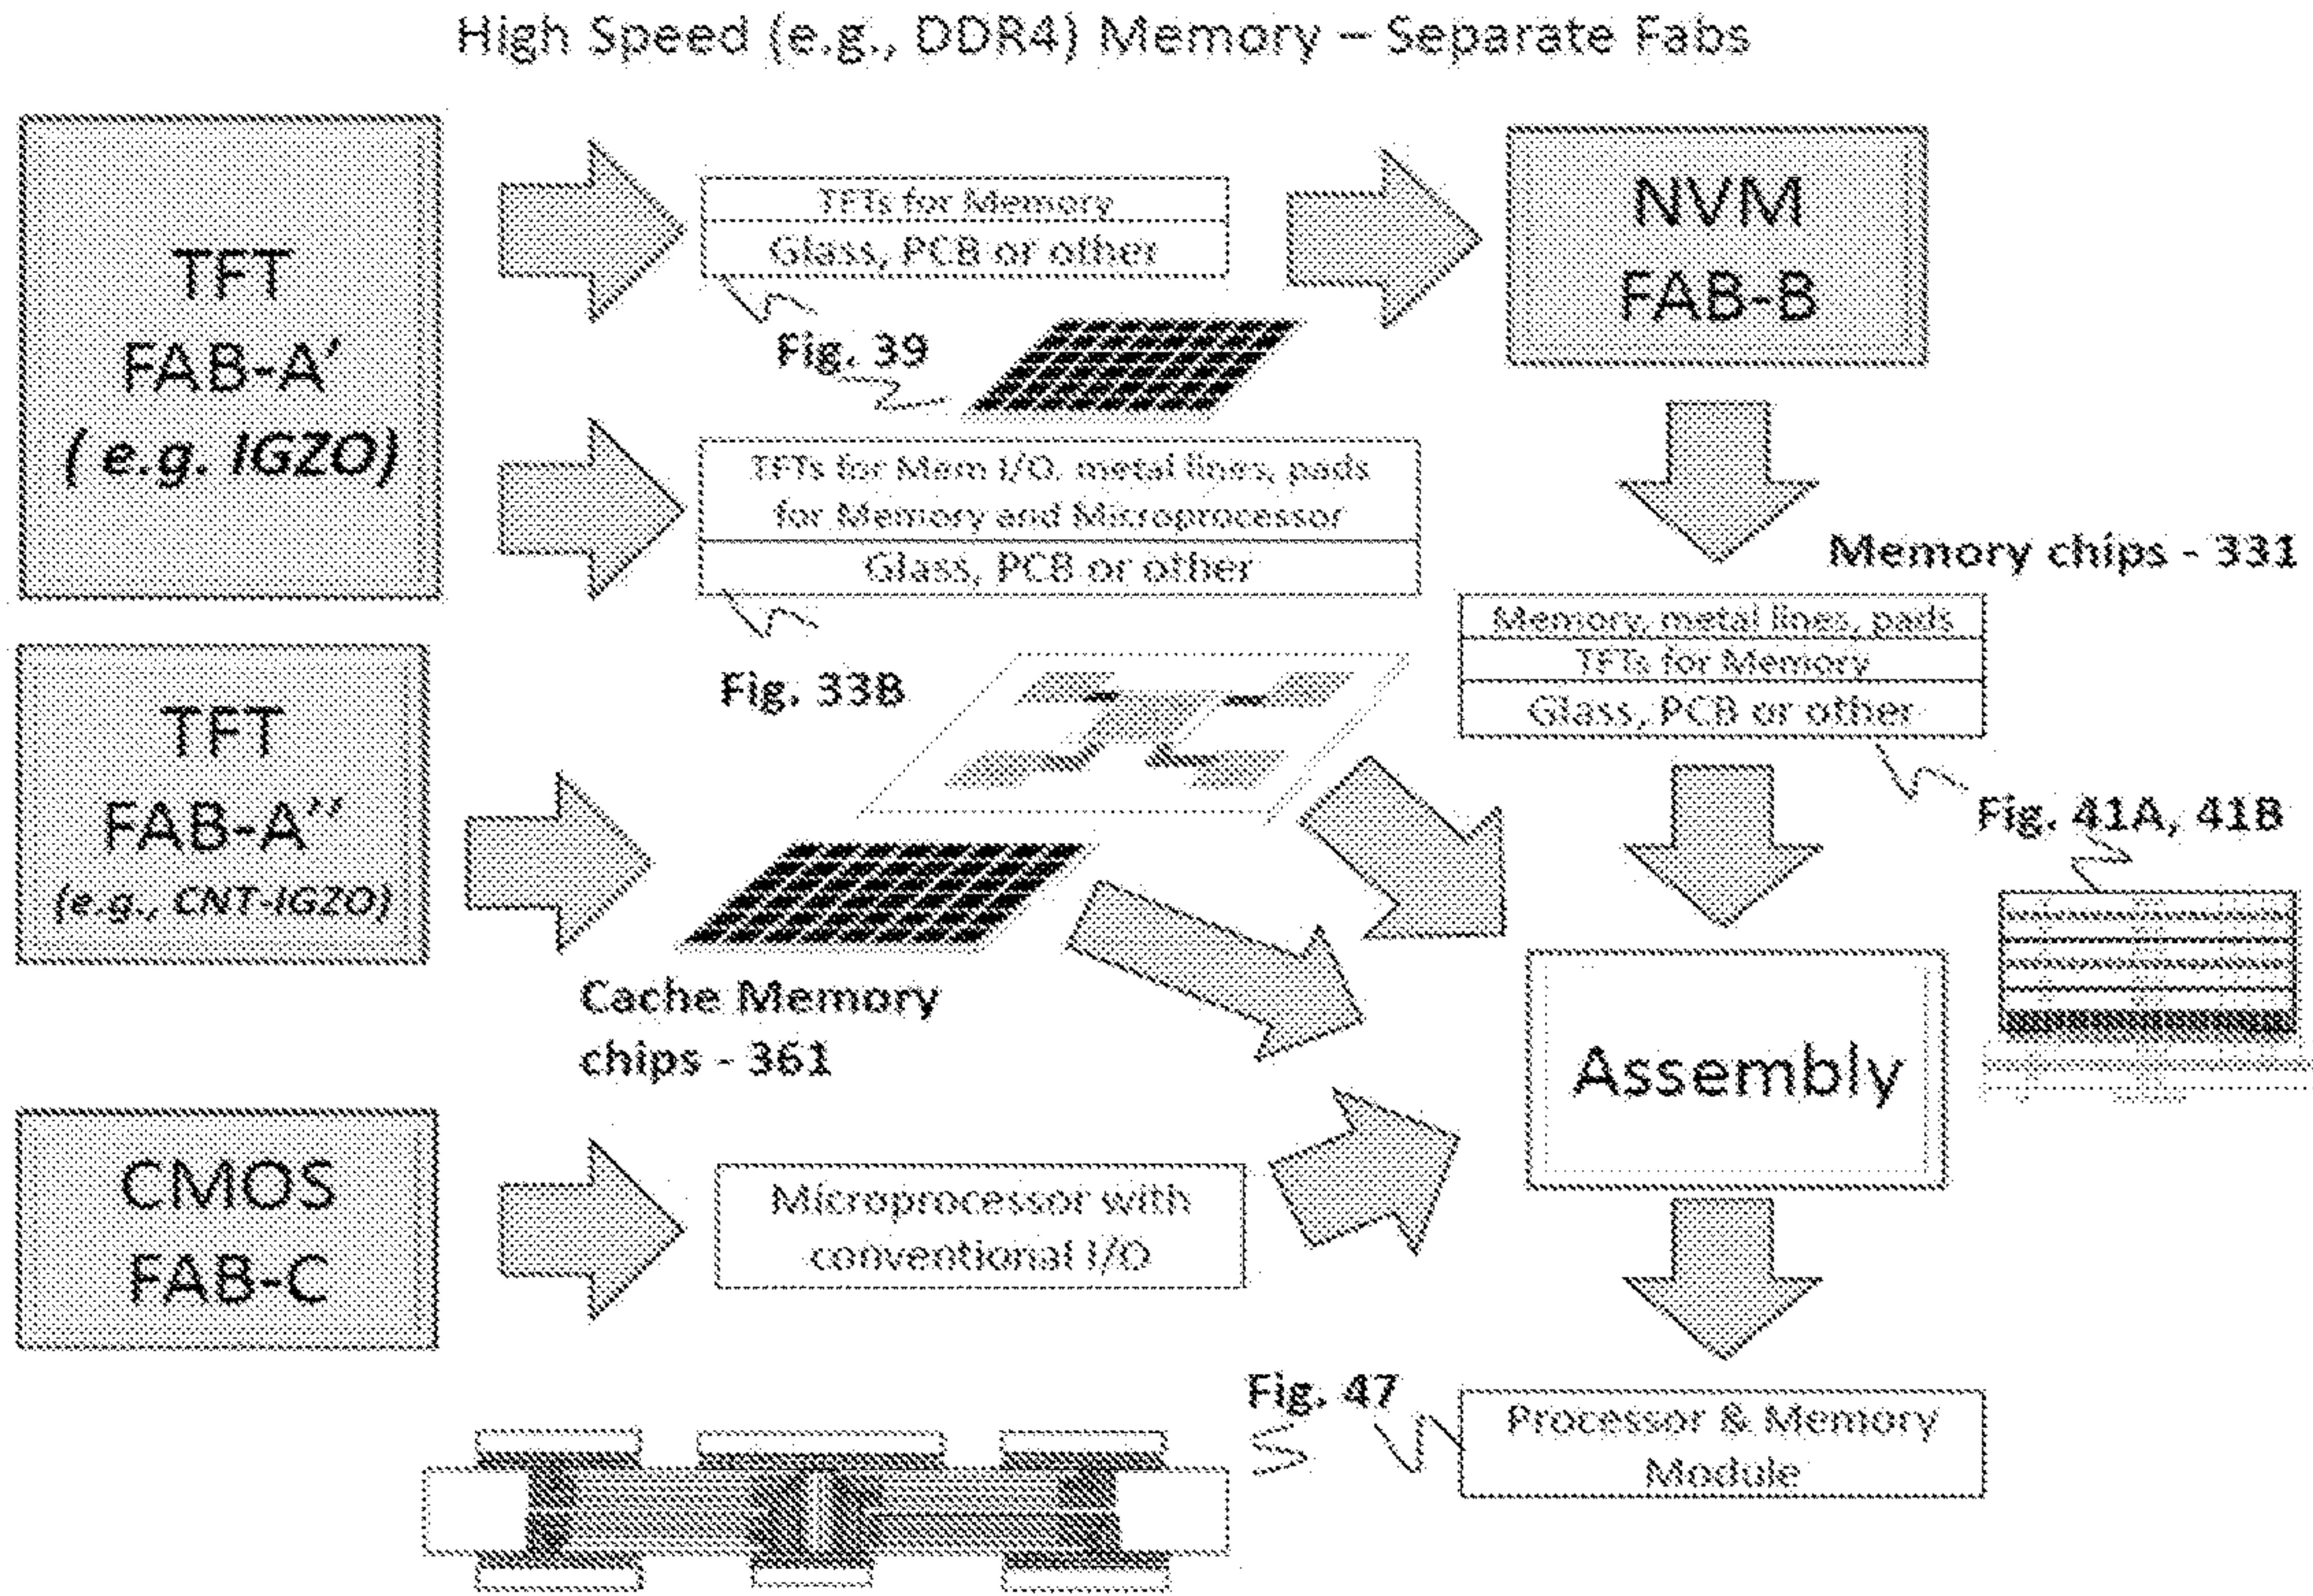 High Speed (e.g., DDR4) Memory – Separate Fabs
TFT
FAB-A'
( e.g. IGZO)
TFTs for Memory
Glass, PCB or other
Fig. 39
NVM
FAB-B
TFTs for Mem I/O. metal lines, pads
for Memory and Microprocessor
Glass, PCB or other
Fig. 33B
Memory chips - 331
Memory, metal lines, pads
TFTs for Memory
Glass, PCB or other
Fig. 41A, 41B
TFT
FAB-A''
(e.g., CNT-IGZO)
Cache Memory
chips - 361
Assembly
CMOS
FAB-C
Microprocessor with
conventional I/O
Fig. 47
Processor & Memory
Module